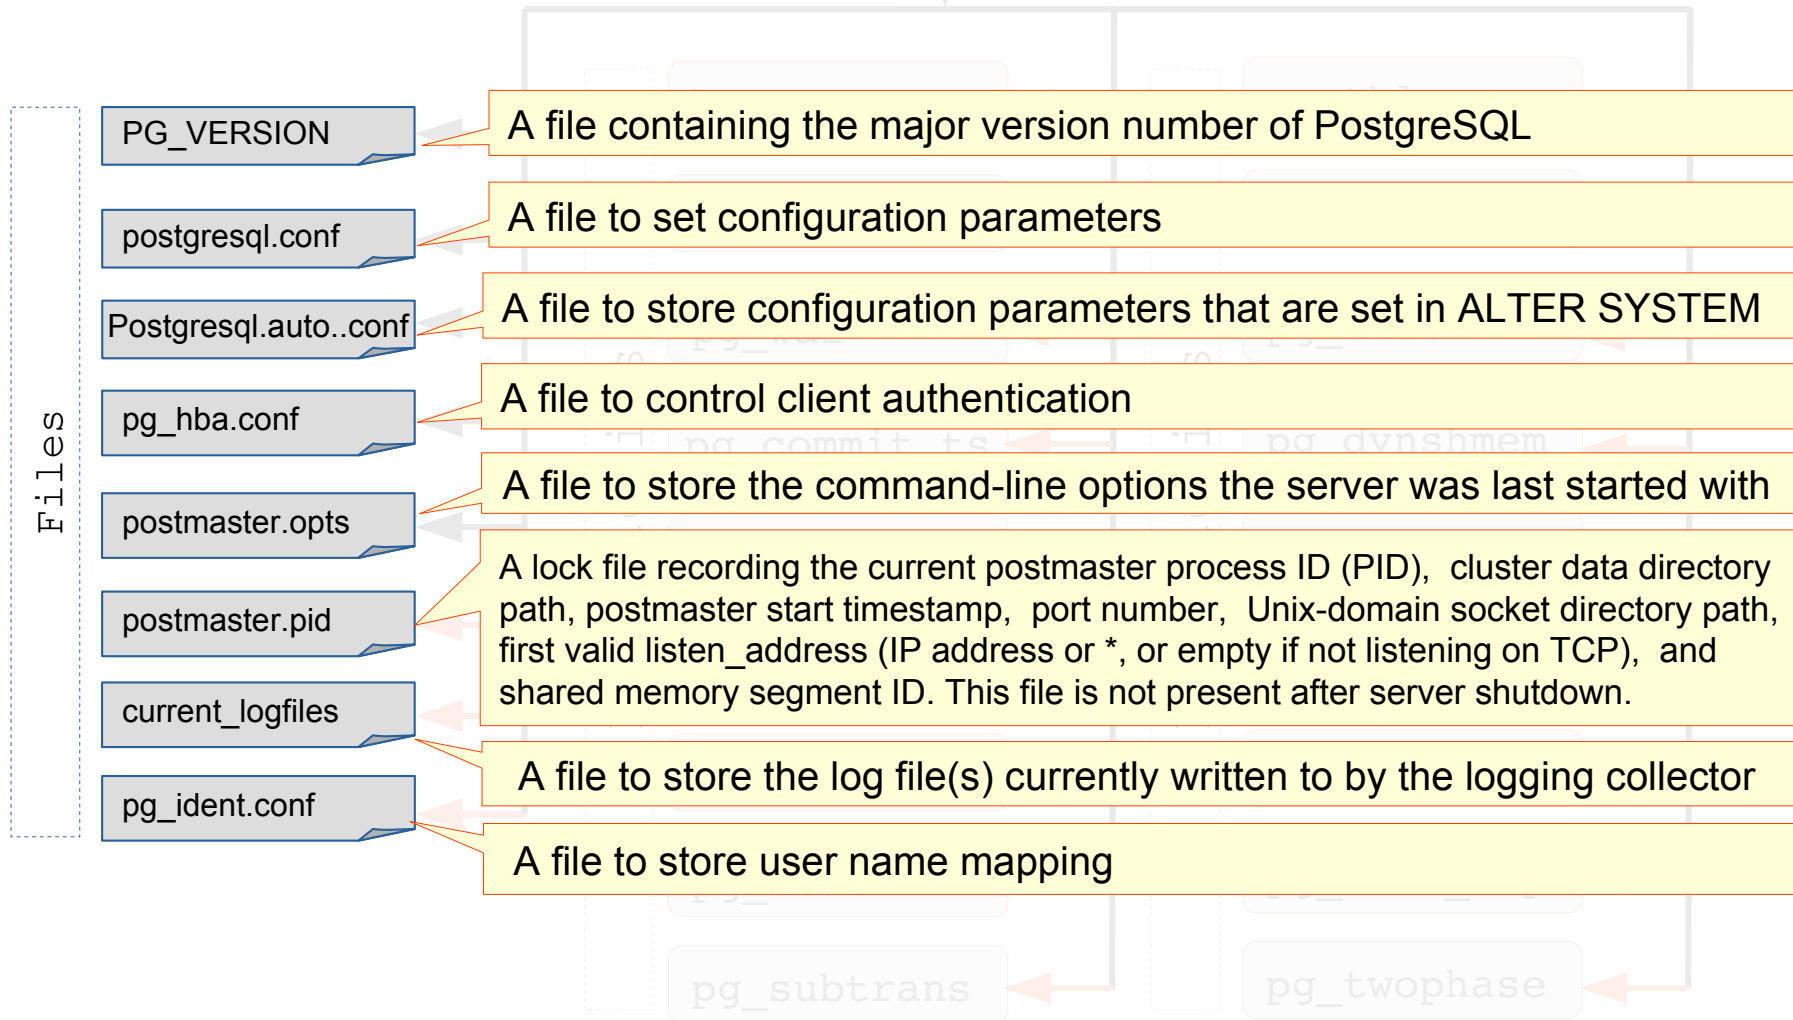 Files
PG_VERSION
A file containing the major version number of PostgreSQL
postgresql.conf
A file to set configuration parameters
Postgresql.auto..conf
A file to store configuration parameters that are set in ALTER SYSTEM
pg_hba.conf
A file to control client authentication
pg_commit_ts
pg_dynshmem
postmaster.opts
A file to store the command-line options the server was last started with
postmaster.pid
A lock file recording the current postmaster process ID (PID), cluster data directory
path, postmaster start timestamp, port number, Unix-domain socket directory path,
first valid listen_address (IP address or *, or empty if not listening on TCP), and
shared memory segment ID. This file is not present after server shutdown.
current_logfiles
A file to store the log file(s) currently written to by the logging collector
pg_ident.conf
A file to store user name mapping
pg_subtrans
pg_twophase